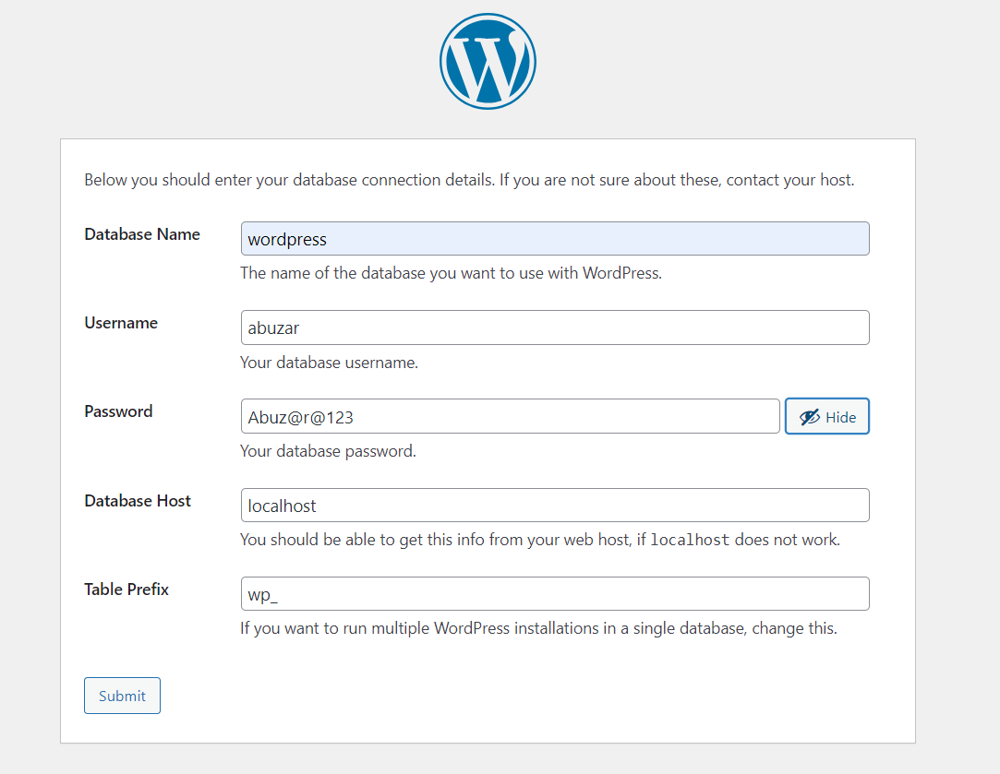 Below you should enter your database connection details. If you are not sure about these, contact your host.
Database Name
wordpress
The name of the database you want to use with WordPress.
Username
abuzar
Your database username.
Password
Abuz@r@123
Hide
Your database password.
Database Host
localhost
You should be able to get this info from your web host, if localhost does not work.
Table Prefix
wp_
If you want to run multiple WordPress installations in a single database, change this.
Submit